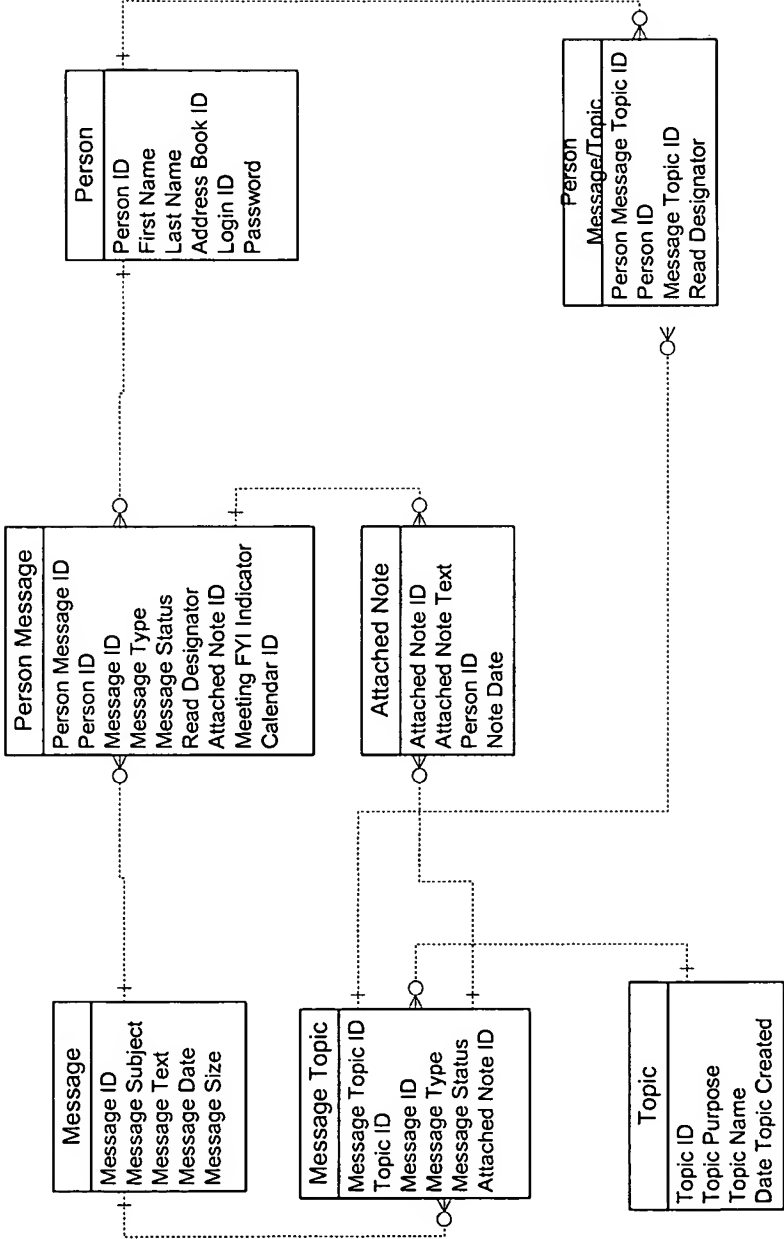 Message
Message ID
Message Subject
Message Text
Message Date
Message Size
Person Message
Person Message ID
Person ID
Message ID
Message Type
Message Status
Read Designator
Attached Note ID
Meeting FYI Indicator
Calendar ID
Person
Person ID
First Name
Last Name
Address Book ID
Login ID
Password
Message Topic
Message Topic ID
Topic ID
Message ID
Message Type
Message Status
Attached Note ID
Attached Note
Attached Note ID
Attached Note Text
Person ID
Note Date
Topic
Topic ID
Topic Purpose
Topic Name
Date Topic Created
Person
Message/Topic
Person Message Topic ID
Person ID
Message Topic ID
Read Designator